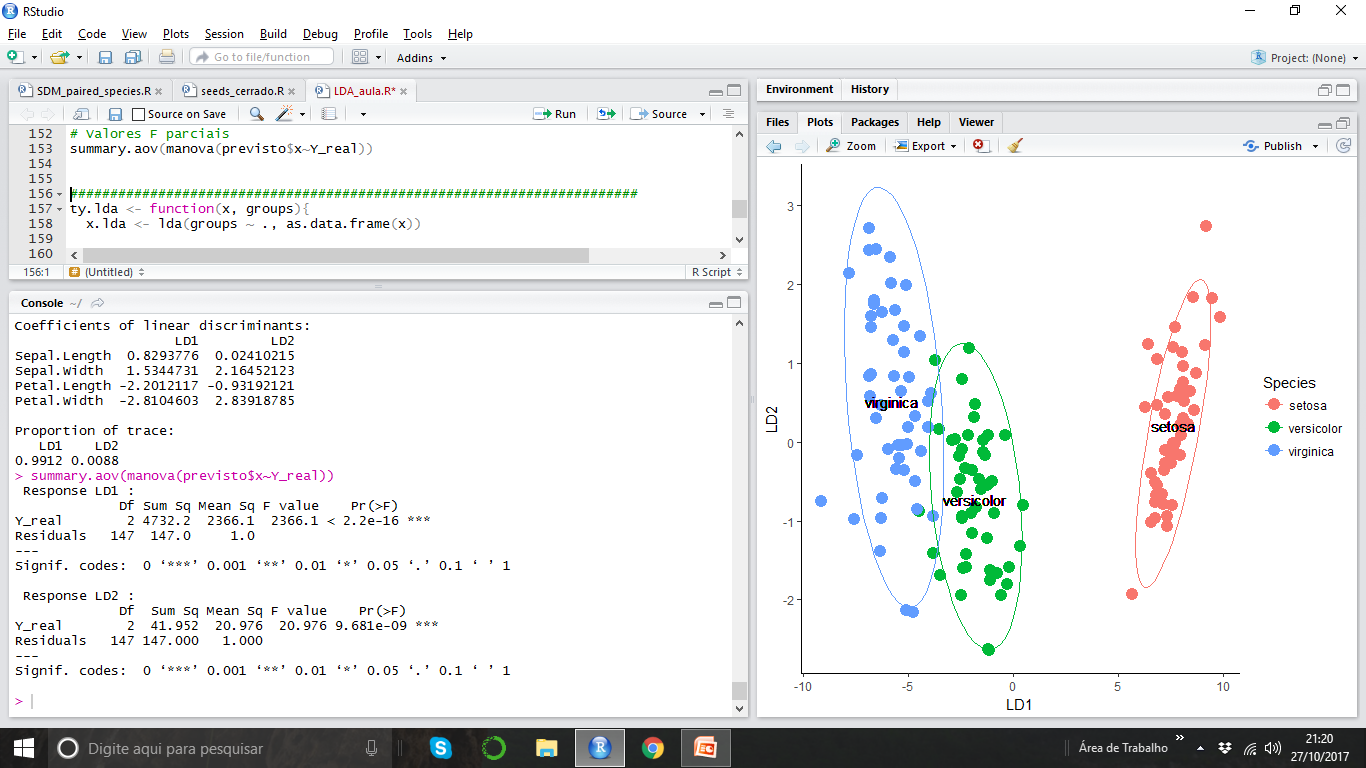 RStudio
File Edit Code View Plots Session Build Debug Profile Tools Help
Go to file/function Addins Project: (None)
SDM_paired_species.R seeds_cerrado.R LDA_aula.R*
Source on Save Run Source
152 # Valores F parciais
153 summary.aov(manova(previsto$x~Y_real))
154
155
156 #######################################################################
157 ty.lda <- function(x, groups){
158 x.lda <- lda(groups ~ ., as.data.frame(x))
159
160
156:1 # (Untitled) R Script
Console ~/
Coefficients of linear discriminants:
LD1 LD2
Sepal.Length 0.8293776 0.02410215
Sepal.Width 1.5344731 2.16452123
Petal.Length -2.2012117 -0.93192121
Petal.Width -2.8104603 2.83918785
Proportion of trace:
LD1 LD2
0.9912 0.0088
> summary.aov(manova(previsto$x~Y_real))
Response LD1 :
Df Sum Sq Mean Sq F value Pr(>F)
Y_real 2 4732.2 2366.1 2366.1 < 2.2e-16 ***
Residuals 147 147.0 1.0
---
Signif. codes: 0 ‘***’ 0.001 ‘**’ 0.01 ‘*’ 0.05 ‘.’ 0.1 ‘ ’ 1
Response LD2 :
Df Sum Sq Mean Sq F value Pr(>F)
Y_real 2 41.952 20.976 20.976 9.681e-09 ***
Residuals 147 147.000 1.000
---
Signif. codes: 0 ‘***’ 0.001 ‘**’ 0.01 ‘*’ 0.05 ‘.’ 0.1 ‘ ’ 1
>
Environment History
Files Plots Packages Help Viewer
Zoom Export Publish
3
2
1
0
-1
-2
LD2
virginica
setosa
versicolor
-10 -5 0 5 10
LD1
Species
setosa
versicolor
virginica
Digite aqui para pesquisar
Área de Trabalho
21:20
27/10/2017